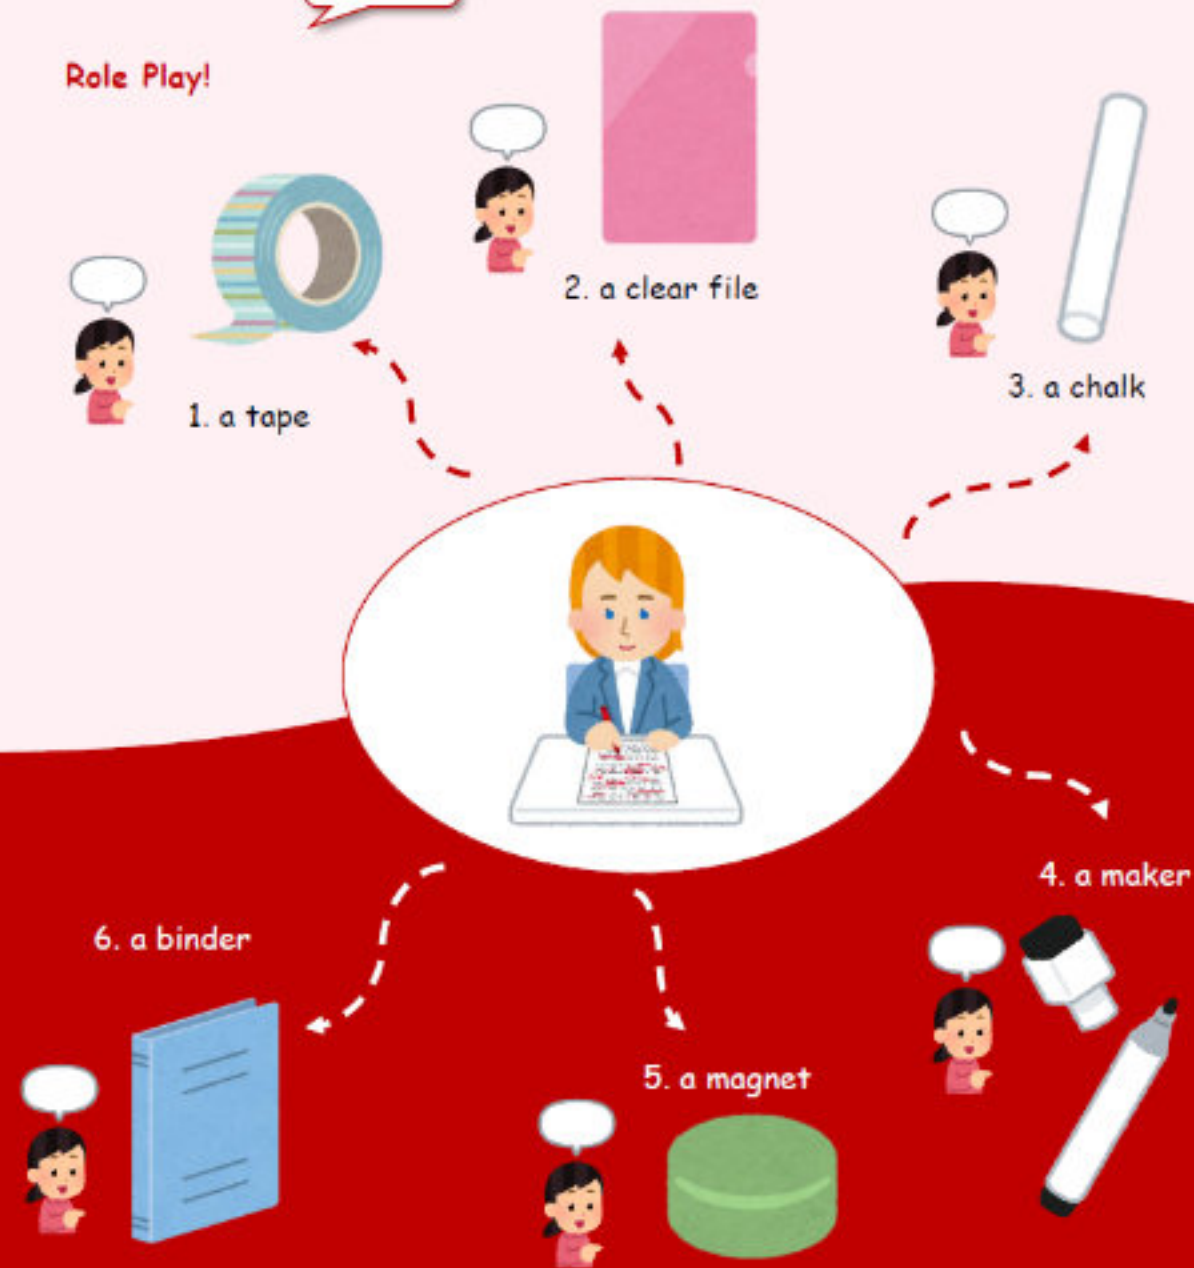 Role Play!
1. a tape
2. a clear file
3. a chalk
4. a maker
5. a magnet
6. a binder